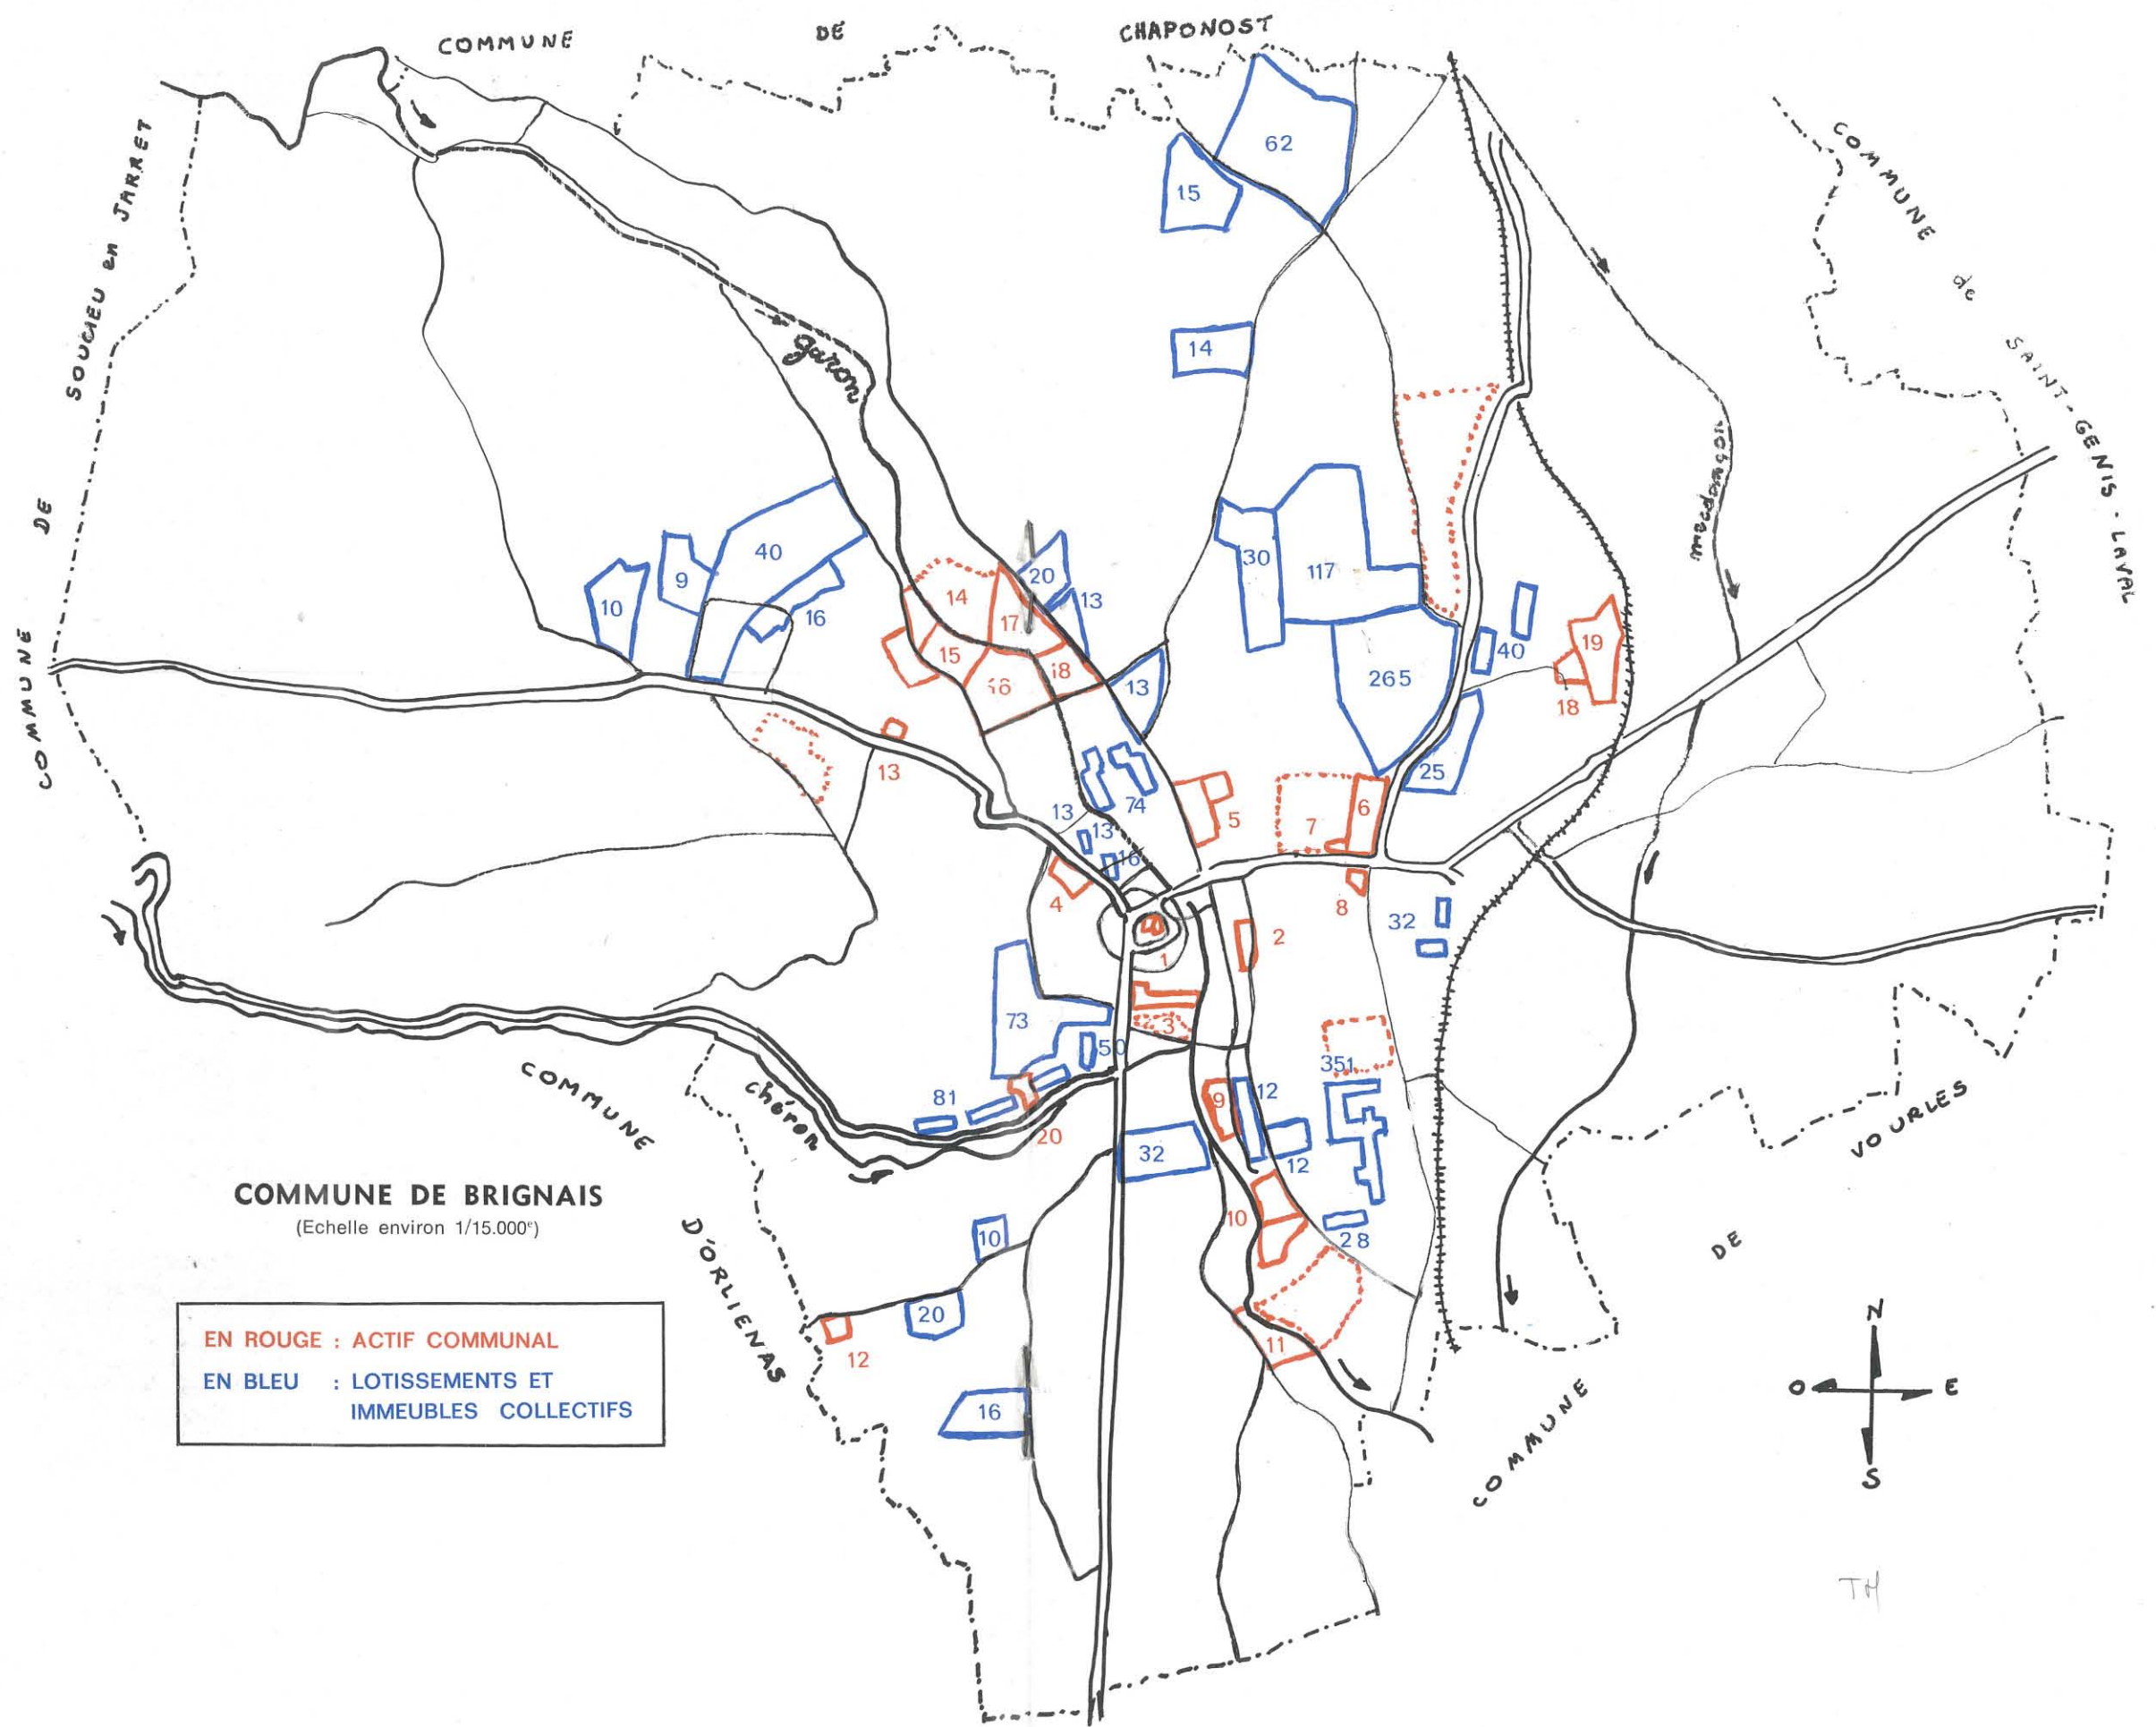 COMMUNE DE CHAPONOST
COMMUNE de SAINT-GENIS-LAVAL
COMMUNE DE SOUCIEU en JARRET
62
15
14
garon
macdançon
40
9
10
16
20
13
14
17
15
16
18
13
30
117
265
40
19
18
25
13
74
13
13
16
5
7
6
4
8
32
2
1
73
3
50
351
81
20
9
12
12
32
chéron
COMMUNE D'ORLIENAS
COMMUNE DE VOURLES
10
28
10
20
12
11
16
COMMUNE DE BRIGNAIS
(Echelle environ 1/15.000e)
EN ROUGE : ACTIF COMMUNAL
EN BLEU : LOTISSEMENTS ET
IMMEUBLES COLLECTIFS
N
O
E
S
TM